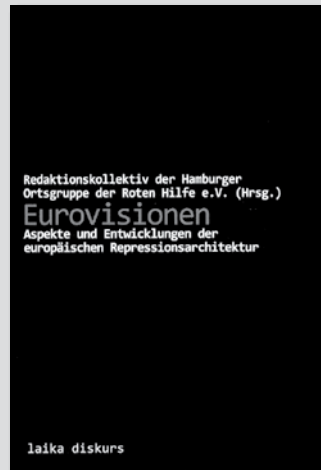 Redaktionskollektiv der Hamburger
Ortsgruppe der Roten Hilfe e.V. (Hrsg.)
Eurovisionen
Aspekte und Entwicklungen der
europäischen Repressionsarchitektur
laika diskurs